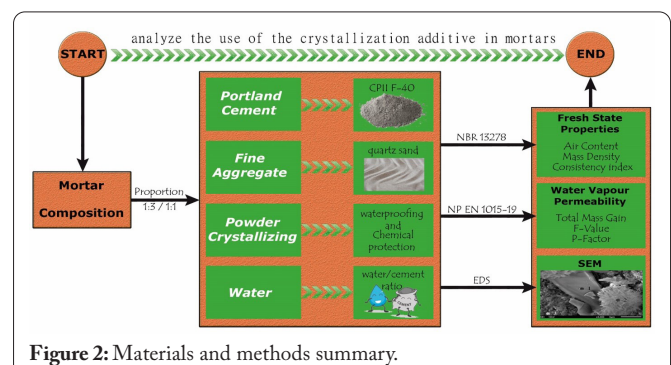 analyze the use of the crystallization additive in mortars
START
END
Mortar
Composition
Proportion
1:3 / 1:1
Portland
Cement
CPII F-40
Fine
Aggregate
quartz sand
Powder
Crystallizing
waterproofing
and
Chemical
protection
Water
water/cement
ratio
CEMENT
NBR 13278
NP EN 1015-19
EDS
Fresh State
Properties
Air Content
Mass Density
Consistency index
Water Vapour
Permeability
Total Mass Gain
F-Value
P-Factor
SEM
Figure 2: Materials and methods summary.